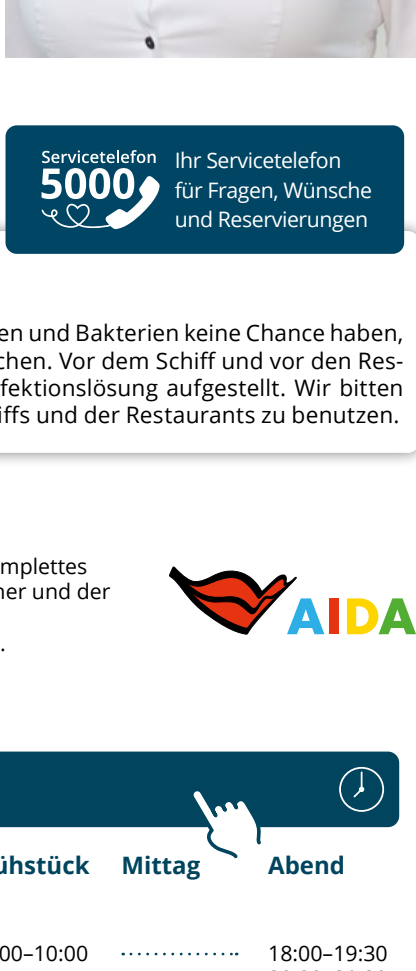 Servicetelefon
5000
Ihr Servicetelefon
für Fragen, Wünsche
und Reservierungen
en und Bakterien keine Chance haben,
chen. Vor dem Schiff und vor den Res-
fektionslösung aufgestellt. Wir bitten
iffs und der Restaurants zu benutzen.
mplettes
ner und der
.
AIDA
ühstück Mittag Abend
00–10:00 18:00–19:30